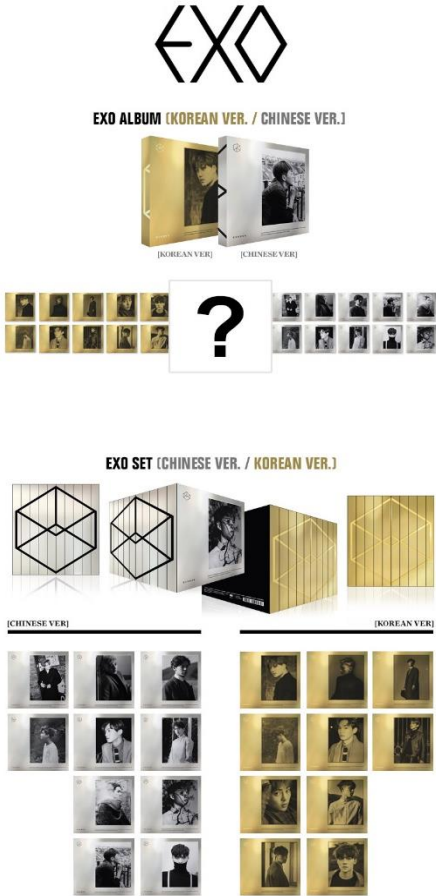 EXO
EXO ALBUM [KOREAN VER. / CHINESE VER.]
[KOREAN VER] [CHINESE VER]
?
EXO SET [CHINESE VER. / KOREAN VER.]
[CHINESE VER] [KOREAN VER]